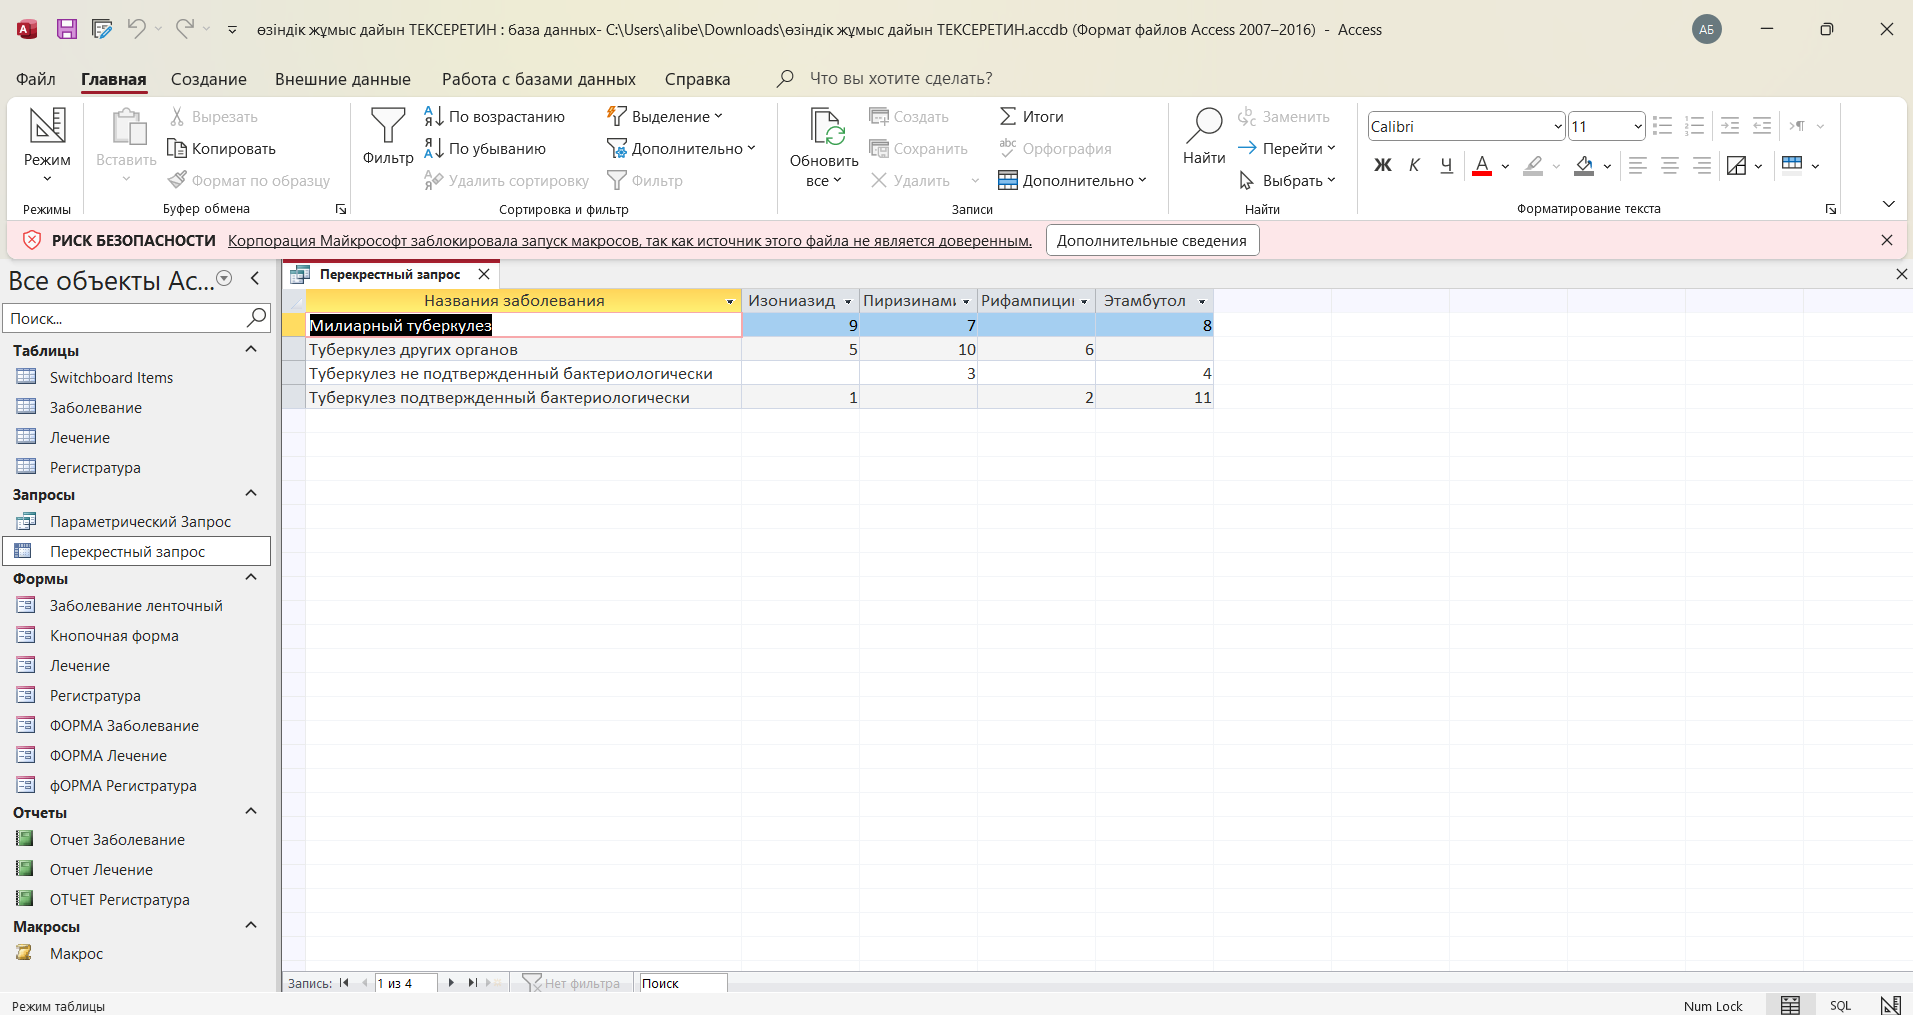 өзіндік жұмыс дайын ТЕКСЕРЕТИН : база данных- C:\Users\alibe\Downloads\өзіндік жұмыс дайын ТЕКСЕРЕТИН.accdb (Формат файлов Access 2007–2016) - Access
АБ
Файл Главная Создание Внешние данные Работа с базами данных Справка Что вы хотите сделать?
Режим
Режимы
Вставить
Вырезать
Копировать
Формат по образцу
Буфер обмена
Фильтр
По возрастанию
По убыванию
Удалить сортировку
Выделение
Дополнительно
Фильтр
Сортировка и фильтр
Обновить
все
Создать
Сохранить
Удалить
Итоги
Орфография
Дополнительно
Записи
Найти
Заменить
Перейти
Выбрать
Найти
Calibri 11
Ж К Ч А
Форматирование текста
РИСК БЕЗОПАСНОСТИ Корпорация Майкрософт заблокировала запуск макросов, так как источник этого файла не является доверенным. Дополнительные сведения
Все объекты Ac...
Поиск...
Таблицы
Switchboard Items
Заболевание
Лечение
Регистратура
Запросы
Параметрический Запрос
Перекрестный запрос
Формы
Заболевание ленточный
Кнопочная форма
Лечение
Регистратура
ФОРМА Заболевание
ФОРМА Лечение
фОРМА Регистратура
Отчеты
Отчет Заболевание
Отчет Лечение
ОТЧЕТ Регистратура
Макросы
Макрос
Перекрестный запрос
Названия заболевания Изониазид Пиризинами Рифампицин Этамбутол
Милиарный туберкулез 9 7 8
Туберкулез других органов 5 10 6
Туберкулез не подтвержденный бактериологически 3 4
Туберкулез подтвержденный бактериологически 1 2 11
Запись: 1 из 4 Нет фильтра Поиск
Режим таблицы Num Lock SQL